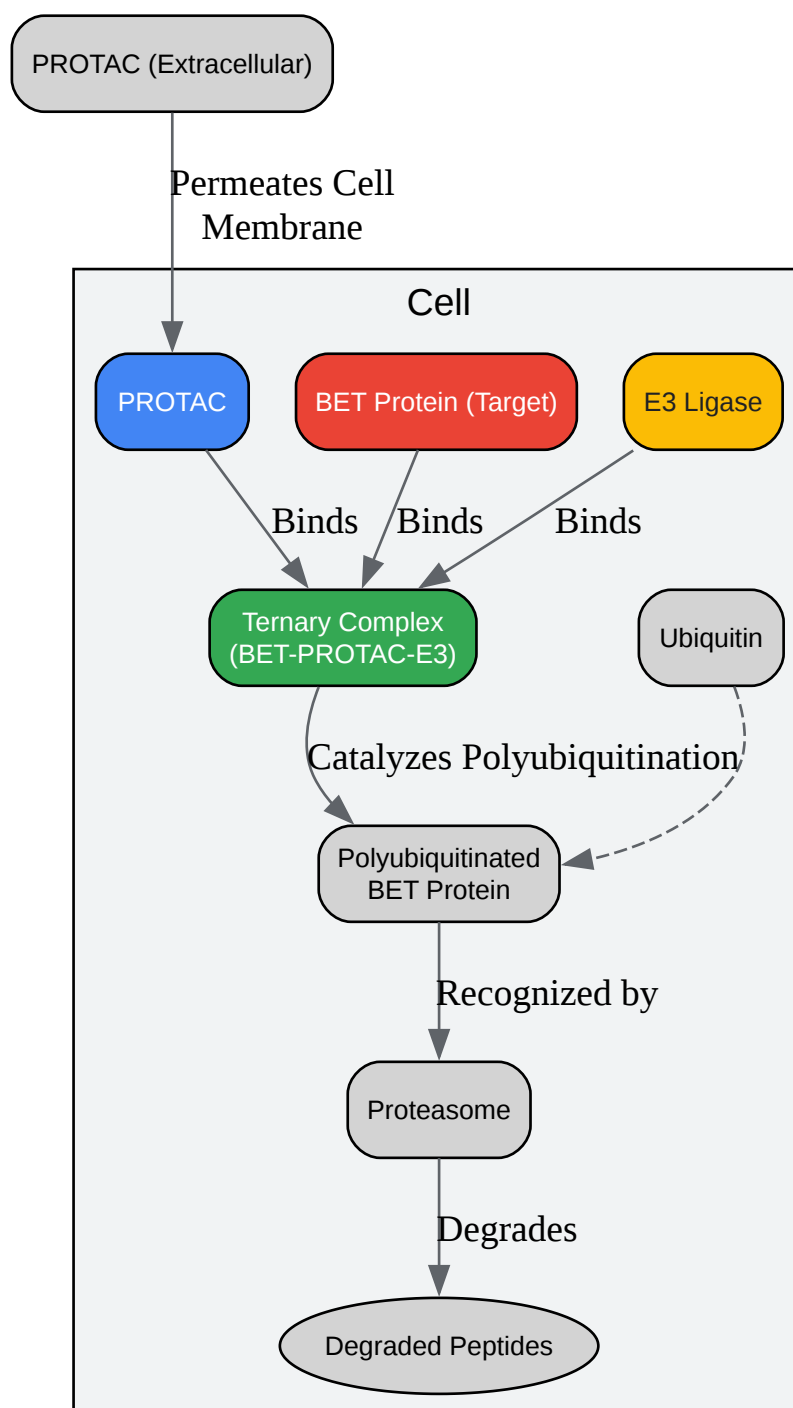 PROTAC (Extracellular)
Permeates Cell
Membrane
Cell
PROTAC
BET Protein (Target)
E3 Ligase
Binds
Binds
Binds
Ternary Complex
(BET-PROTAC-E3)
Ubiquitin
Catalyzes Polyubiquitination
Polyubiquitinated
BET Protein
Recognized by
Proteasome
Degrades
Degraded Peptides